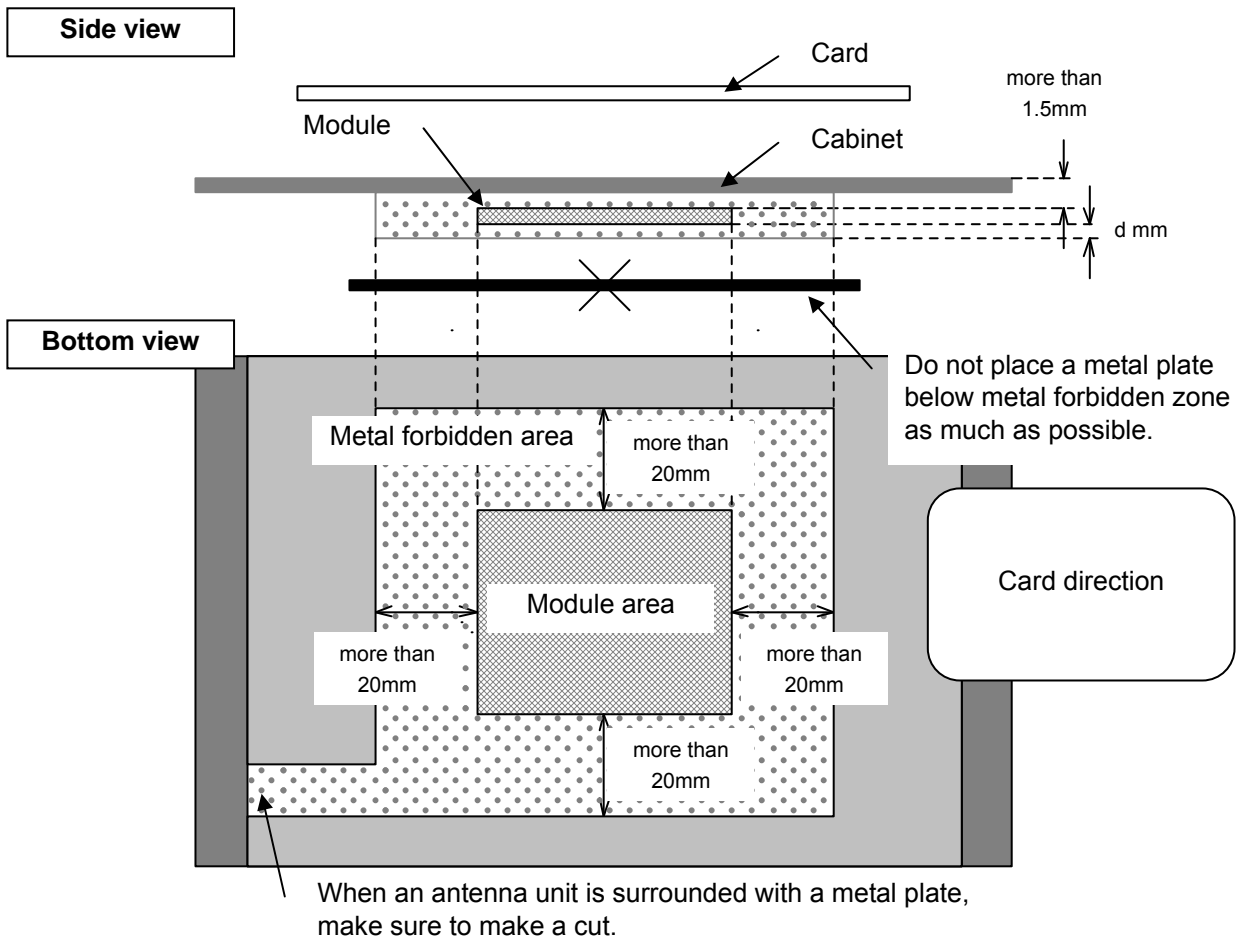 Side view
Card
more than
1.5mm
Module
Cabinet
d mm
Bottom view
Do not place a metal plate
below metal forbidden zone
as much as possible.
Metal forbidden area
more than
20mm
Card direction
Module area
more than
20mm
more than
20mm
more than
20mm
When an antenna unit is surrounded with a metal plate,
make sure to make a cut.